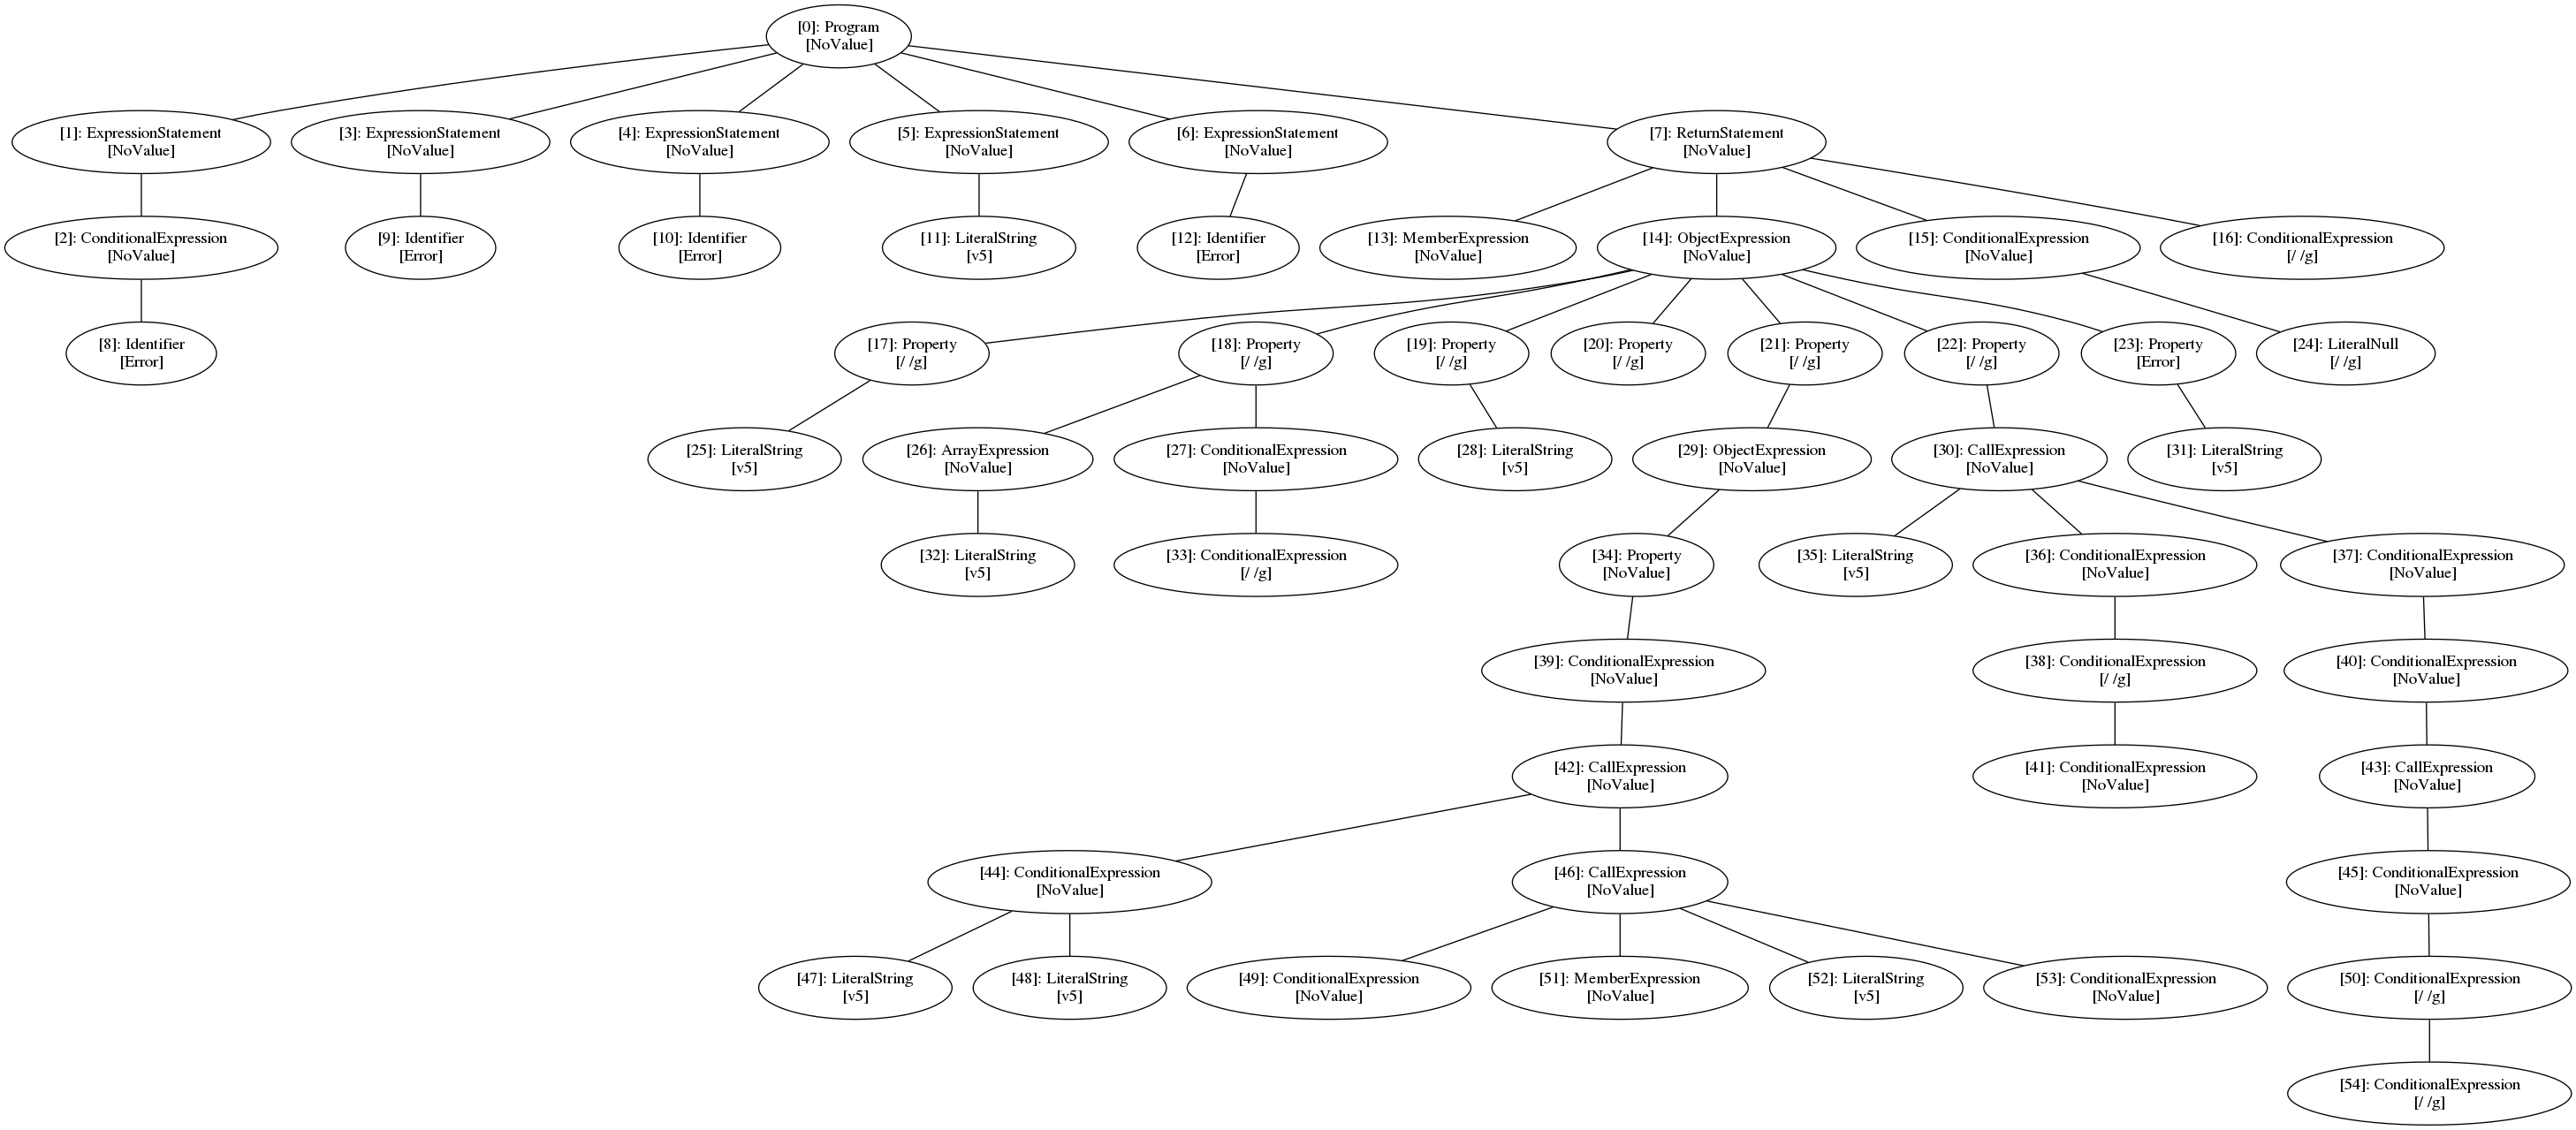 [0]: Program
[NoValue]
[1]: ExpressionStatement
[NoValue]
[3]: ExpressionStatement
[NoValue]
[4]: ExpressionStatement
[NoValue]
[5]: ExpressionStatement
[NoValue]
[6]: ExpressionStatement
[NoValue]
[7]: ReturnStatement
[NoValue]
[2]: ConditionalExpression
[NoValue]
[9]: Identifier
[Error]
[10]: Identifier
[Error]
[11]: LiteralString
[v5]
[12]: Identifier
[Error]
[13]: MemberExpression
[NoValue]
[14]: ObjectExpression
[NoValue]
[15]: ConditionalExpression
[NoValue]
[16]: ConditionalExpression
[/ /g]
[8]: Identifier
[Error]
[17]: Property
[/ /g]
[18]: Property
[/ /g]
[19]: Property
[/ /g]
[20]: Property
[/ /g]
[21]: Property
[/ /g]
[22]: Property
[/ /g]
[23]: Property
[Error]
[24]: LiteralNull
[/ /g]
[25]: LiteralString
[v5]
[26]: ArrayExpression
[NoValue]
[27]: ConditionalExpression
[NoValue]
[28]: LiteralString
[v5]
[29]: ObjectExpression
[NoValue]
[30]: CallExpression
[NoValue]
[31]: LiteralString
[v5]
[32]: LiteralString
[v5]
[33]: ConditionalExpression
[/ /g]
[34]: Property
[NoValue]
[35]: LiteralString
[v5]
[36]: ConditionalExpression
[NoValue]
[37]: ConditionalExpression
[NoValue]
[39]: ConditionalExpression
[NoValue]
[38]: ConditionalExpression
[/ /g]
[40]: ConditionalExpression
[NoValue]
[42]: CallExpression
[NoValue]
[41]: ConditionalExpression
[NoValue]
[43]: CallExpression
[NoValue]
[44]: ConditionalExpression
[NoValue]
[46]: CallExpression
[NoValue]
[45]: ConditionalExpression
[NoValue]
[47]: LiteralString
[v5]
[48]: LiteralString
[v5]
[49]: ConditionalExpression
[NoValue]
[51]: MemberExpression
[NoValue]
[52]: LiteralString
[v5]
[53]: ConditionalExpression
[NoValue]
[50]: ConditionalExpression
[/ /g]
[54]: ConditionalExpression
[/ /g]